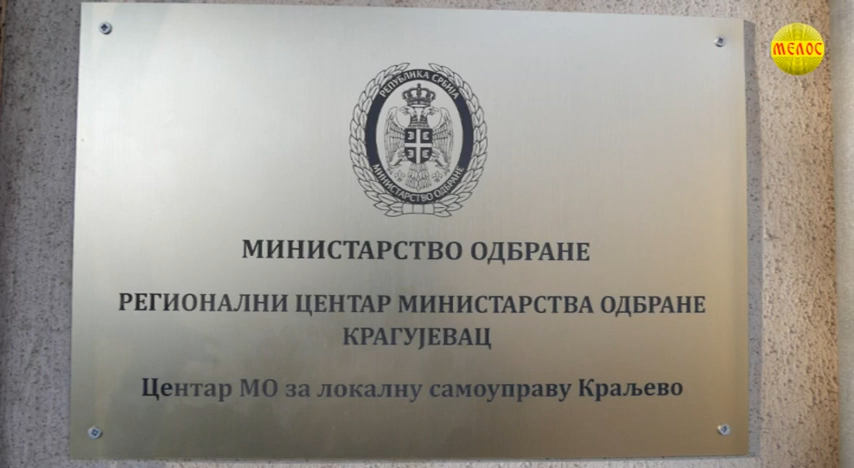 МЕЛОС
РЕПУБЛИКА СРБИЈА
МИНИСТАРСТВО ОДБРАНЕ
МИНИСТАРСТВО ОДБРАНЕ
РЕГИОНАЛНИ ЦЕНТАР МИНИСТАРСТВА ОДБРАНЕ
КРАГУЈЕВАЦ
Центар МО за локалну самоуправу Краљево